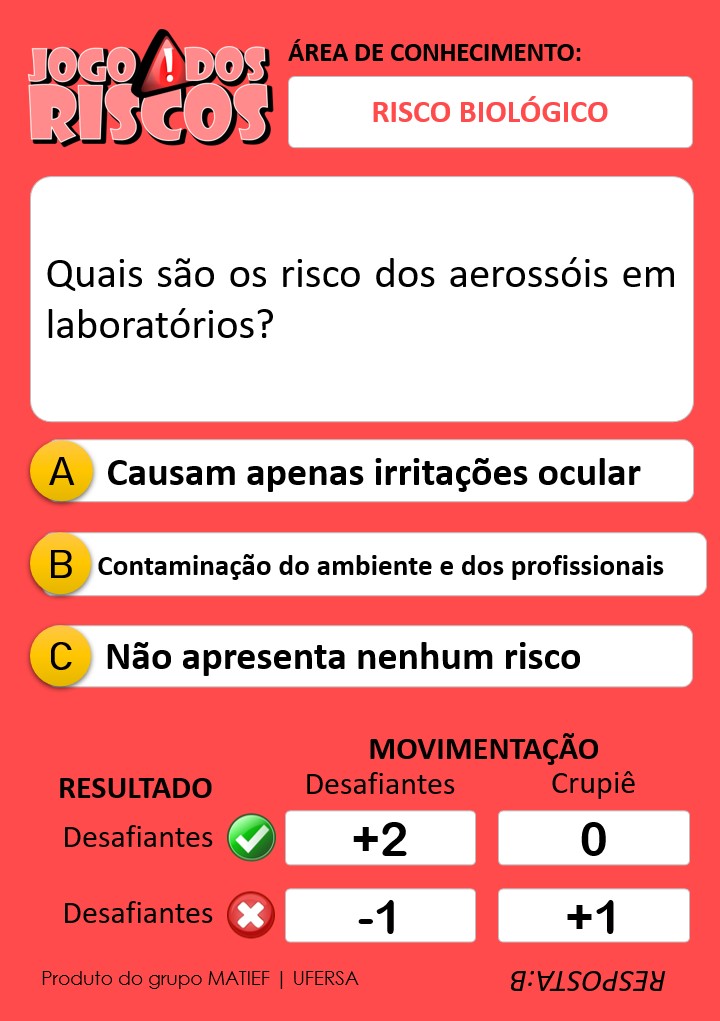 JOGO ! DOS
RISCOS
ÁREA DE CONHECIMENTO:
RISCO BIOLÓGICO
Quais são os risco dos aerossóis em
laboratórios?
A Causam apenas irritações ocular
B Contaminação do ambiente e dos profissionais
C Não apresenta nenhum risco
MOVIMENTAÇÃO
RESULTADO Desafiantes Crupiê
Desafiantes +2 0
Desafiantes -1 +1
Produto do grupo MATIEF | UFERSA
RESPOSTA:B